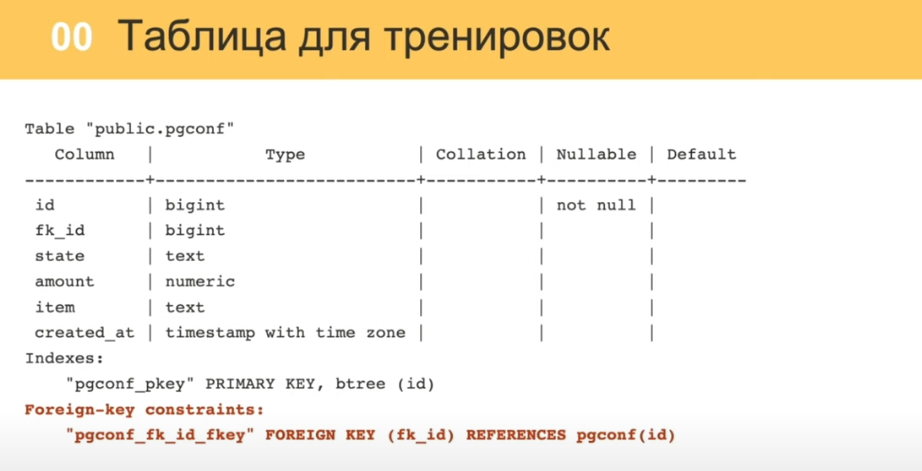 00 Таблица для тренировок
Table "public.pgconf"
Column | Type | Collation | Nullable | Default
------------+--------------------------+-----------+----------+---------
id | bigint | | not null |
fk_id | bigint | | |
state | text | | |
amount | numeric | | |
item | text | | |
created_at | timestamp with time zone | | |
Indexes:
"pgconf_pkey" PRIMARY KEY, btree (id)
Foreign-key constraints:
"pgconf_fk_id_fkey" FOREIGN KEY (fk_id) REFERENCES pgconf(id)